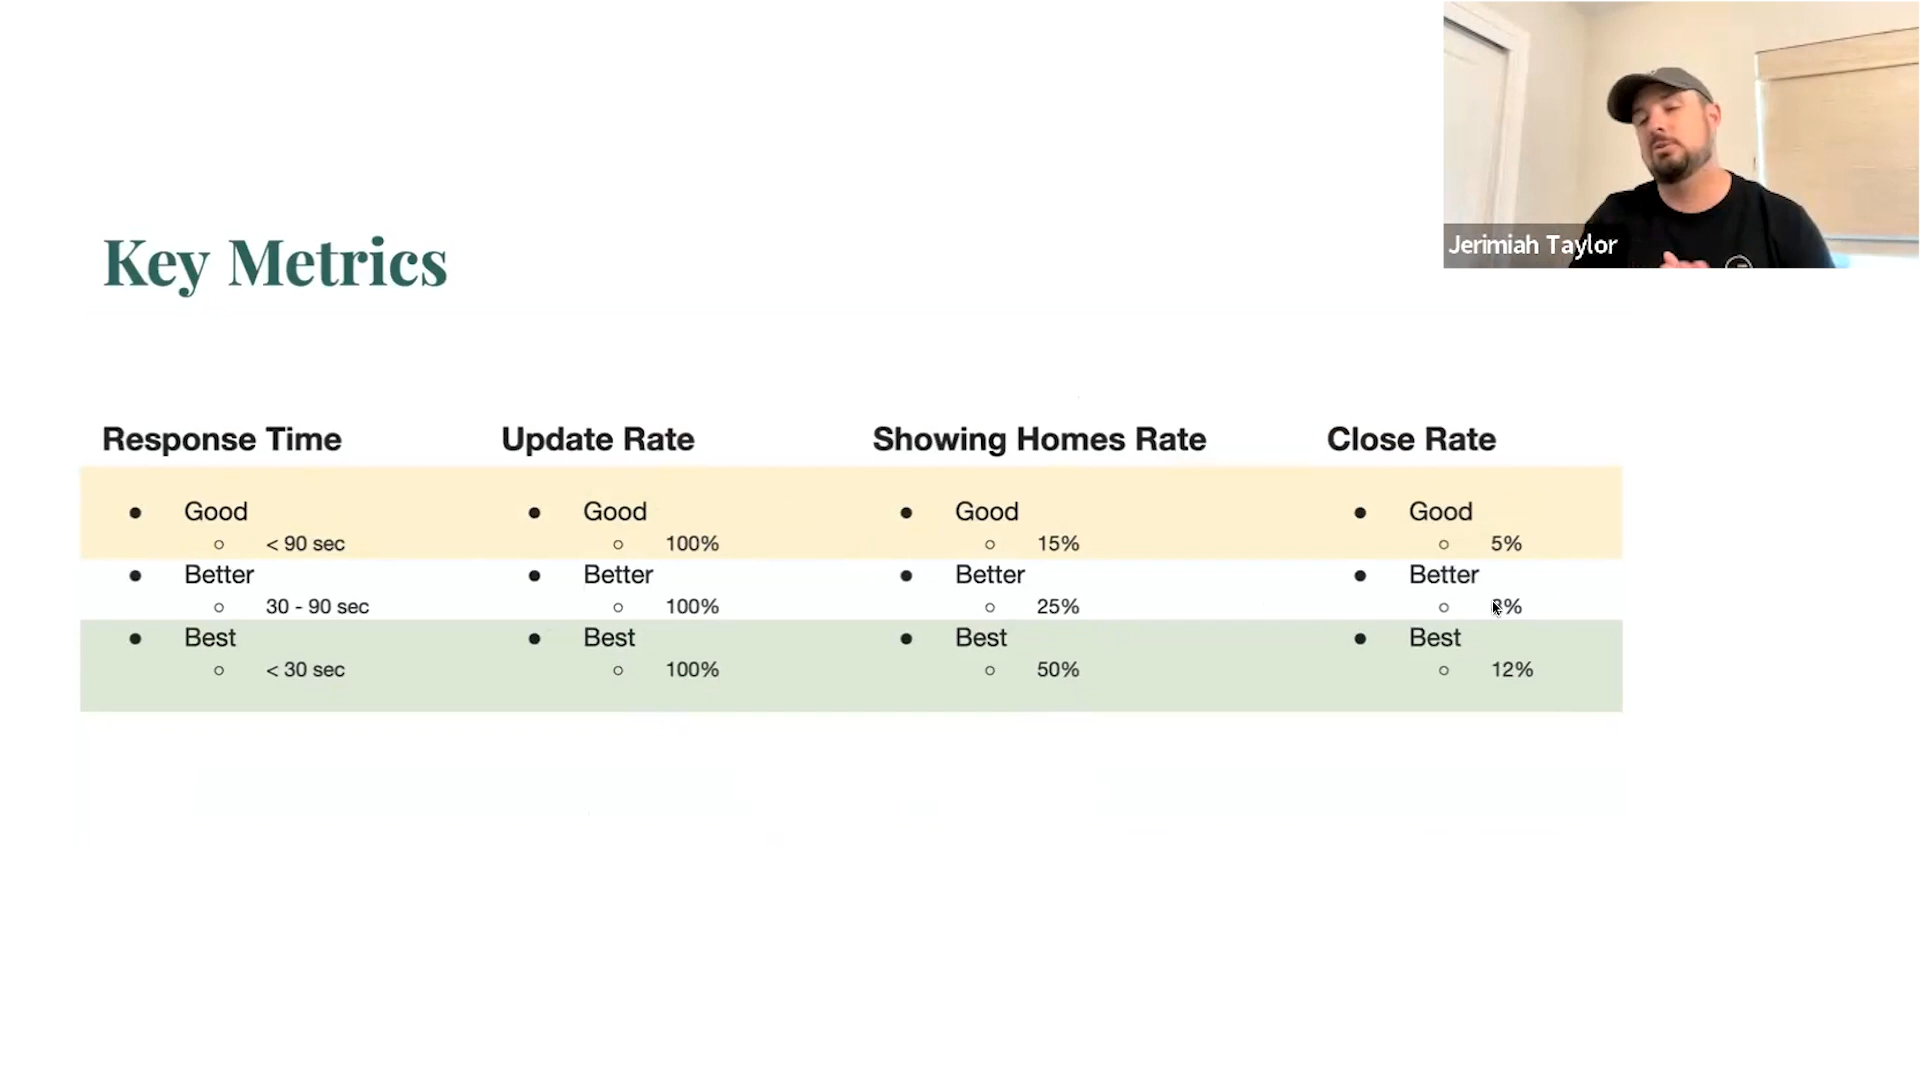 Jerimiah Taylor
Key Metrics
Response Time
Update Rate
Showing Homes Rate
Close Rate
● Good
○ < 90 sec
● Better
○ 30 - 90 sec
● Best
○ < 30 sec
● Good
○ 100%
● Better
○ 100%
● Best
○ 100%
● Good
○ 15%
● Better
○ 25%
● Best
○ 50%
● Good
○ 5%
● Better
● Best
○ 12%